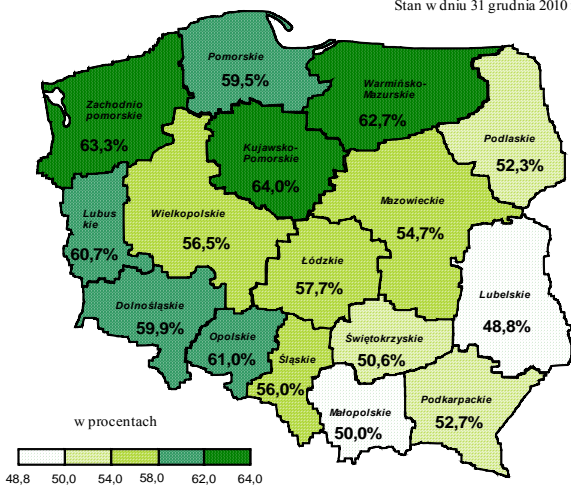 Stan w dniu 31 grudnia 2010
Pomorskie
59,5%
Zachodnio
pomorskie
63,3%
Warmińsko-
Mazurskie
62,7%
Kujawsko-
Pomorskie
64,0%
Podlaskie
52,3%
Lubus
kie
60,7%
Wielkopolskie
56,5%
Mazowieckie
54,7%
Łódzkie
57,7%
Dolnośląskie
59,9%
Opolskie
61,0%
Śląskie
56,0%
Świętokrzyskie
50,6%
Lubelskie
48,8%
Małopolskie
50,0%
Podkarpackie
52,7%
w procentach
48,8 50,0 54,0 58,0 62,0 64,0